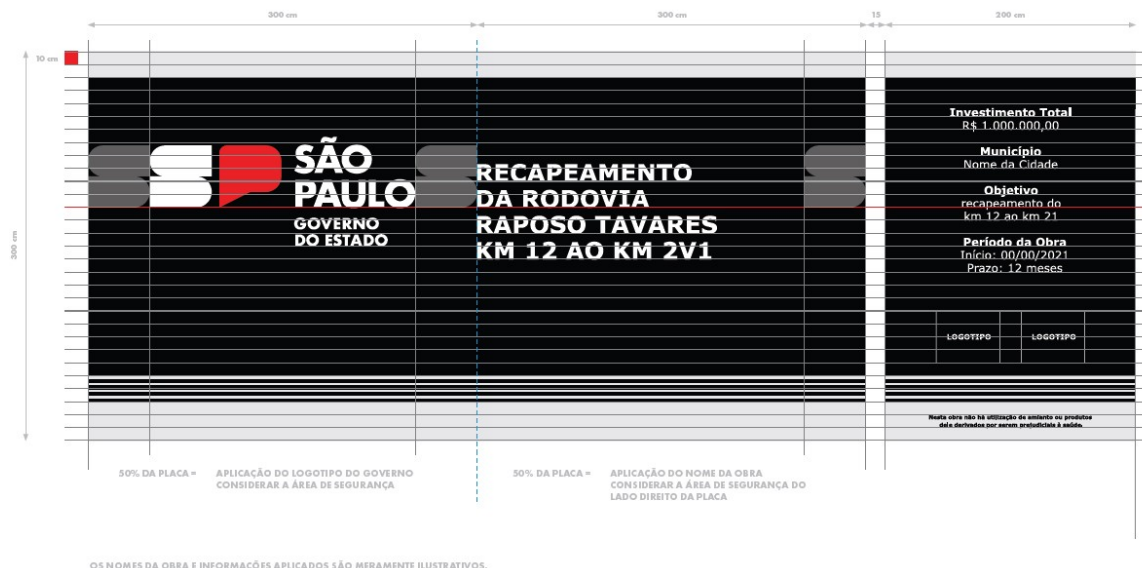 300 cm
300 cm
15
200 cm
10 cm
300 cm
SP
SÃO
PAULO
GOVERNO
DO ESTADO
RECAPEAMENTO
DA RODOVIA
RAPOSO TAVARES
KM 12 AO KM 2V1
Investimento Total
R$ 1.000.000,00
Município
Nome da Cidade
Objetivo
recapeamento do
km 12 ao km 21
Período da Obra
Início: 00/00/2021
Prazo: 12 meses
LOGOTIPO
LOGOTIPO
Nesta obra não há utilização de amianto ou produtos
dele derivados por serem prejudiciais à saúde.
50% DA PLACA =
APLICAÇÃO DO LOGOTIPO DO GOVERNO
CONSIDERAR A ÁREA DE SEGURANÇA
50% DA PLACA =
APLICAÇÃO DO NOME DA OBRA
CONSIDERAR A ÁREA DE SEGURANÇA DO
LADO DIREITO DA PLACA
OS NOMES DA OBRA E INFORMAÇÕES APLICADOS SÃO MERAMENTE ILUSTRATIVOS.